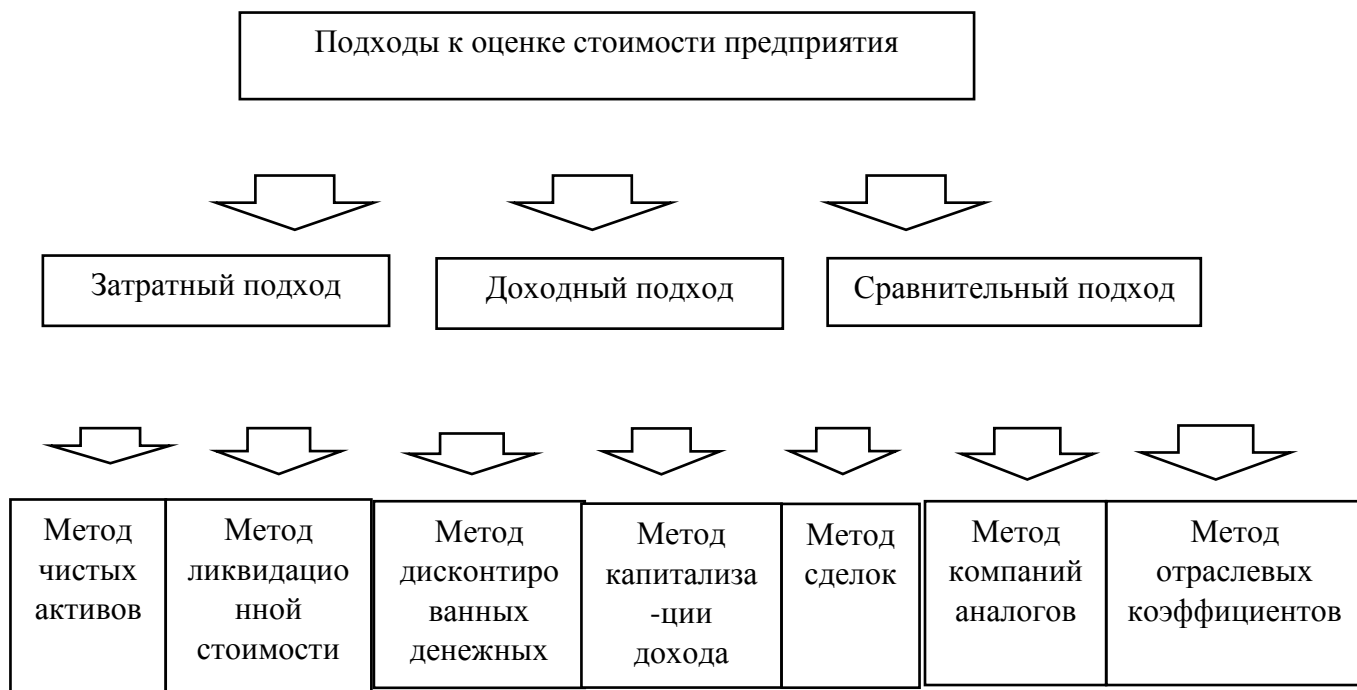 Подходы к оценке стоимости предприятия
Затратный подход
Доходный подход
Сравнительный подход
Метод
чистых
активов
Метод
ликвидацио
нной
стоимости
Метод
дисконтиро
ванных
денежных
Метод
капитализа
-ции
дохода
Метод
сделок
Метод
компаний
аналогов
Метод
отраслевых
коэффициентов